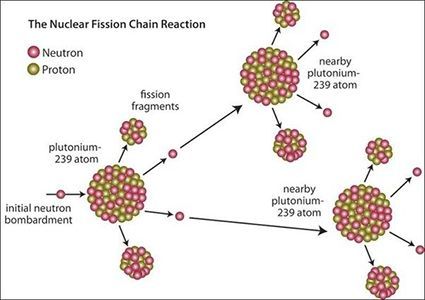 The Nuclear Fission Chain Reaction
Neutron
Proton
fission
fragments
nearby
plutonium-
239 atom
plutonium-
239 atom
initial neutron
bombardment
nearby
plutonium-
239 atom